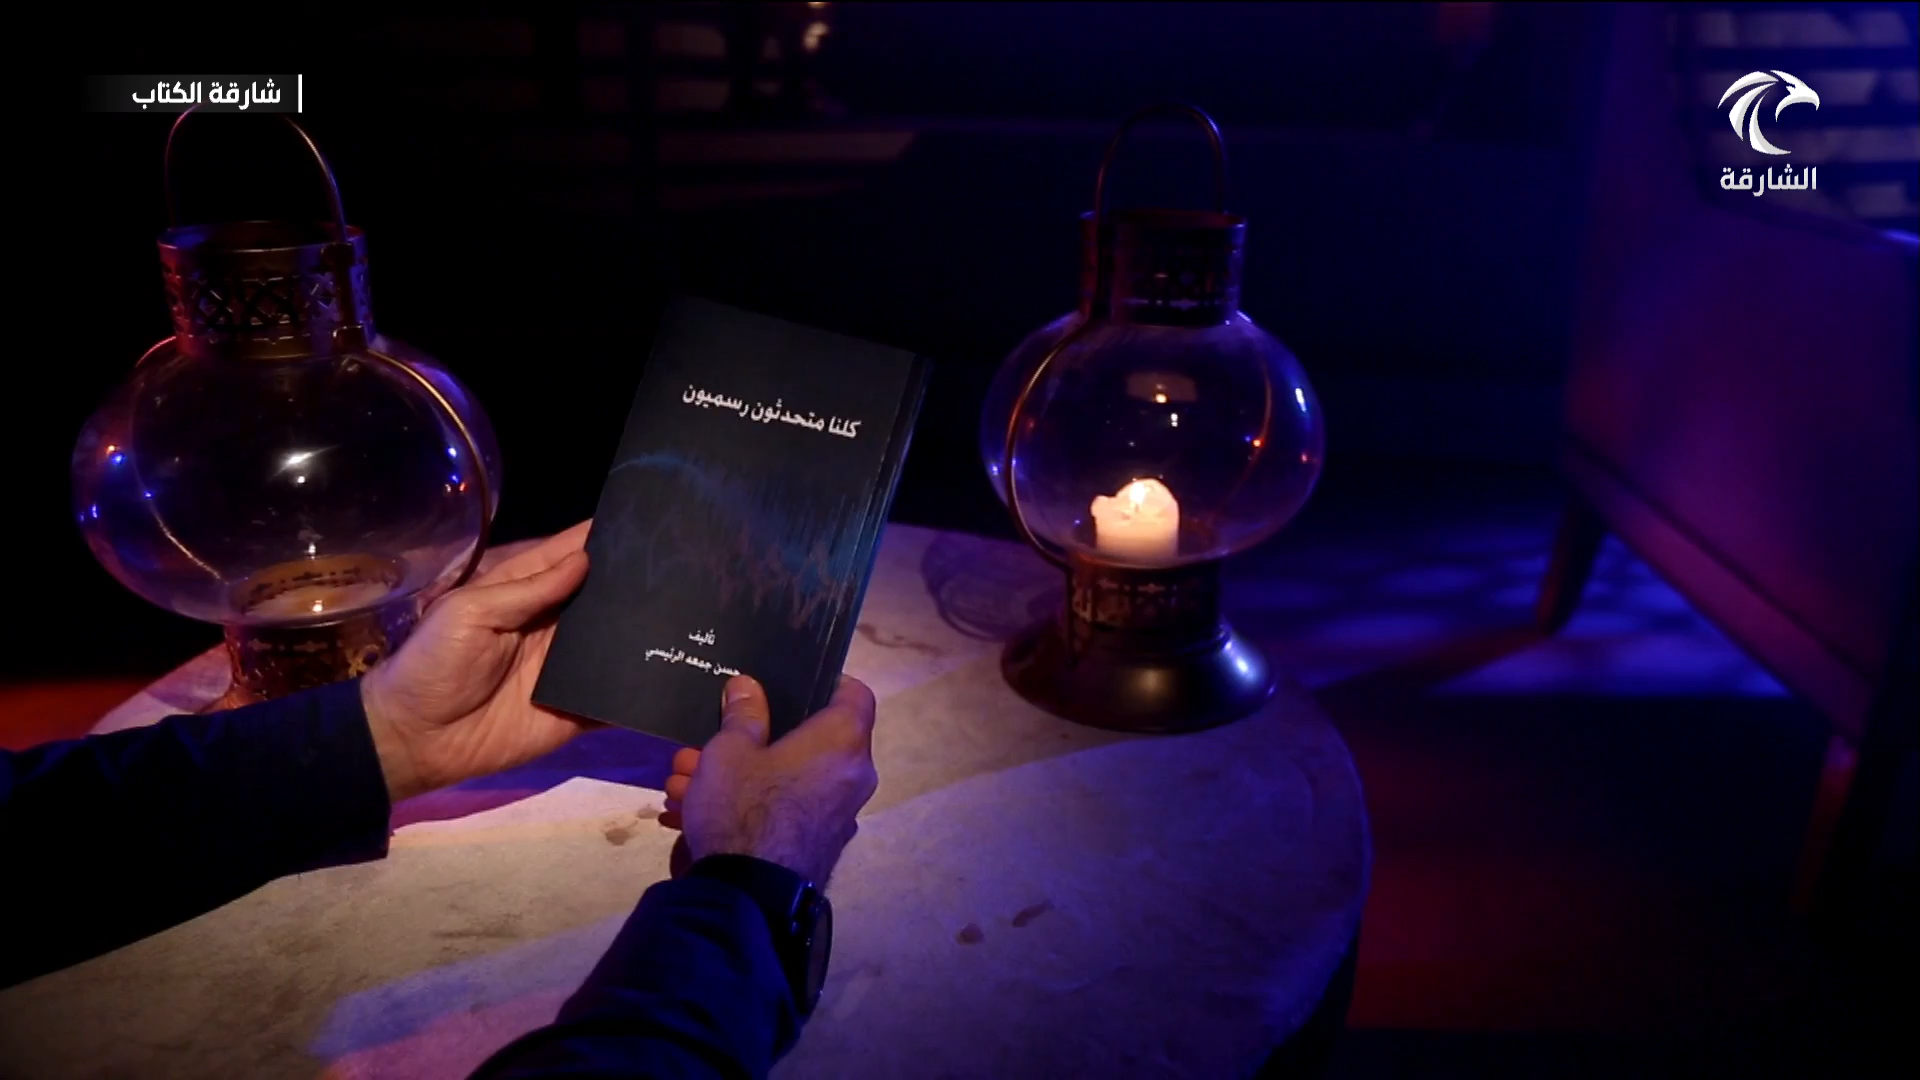 شارقة الكتاب
الشارقة
كلنا متحدثون رسميون
تأليف
حسن جمعه الرئيسي